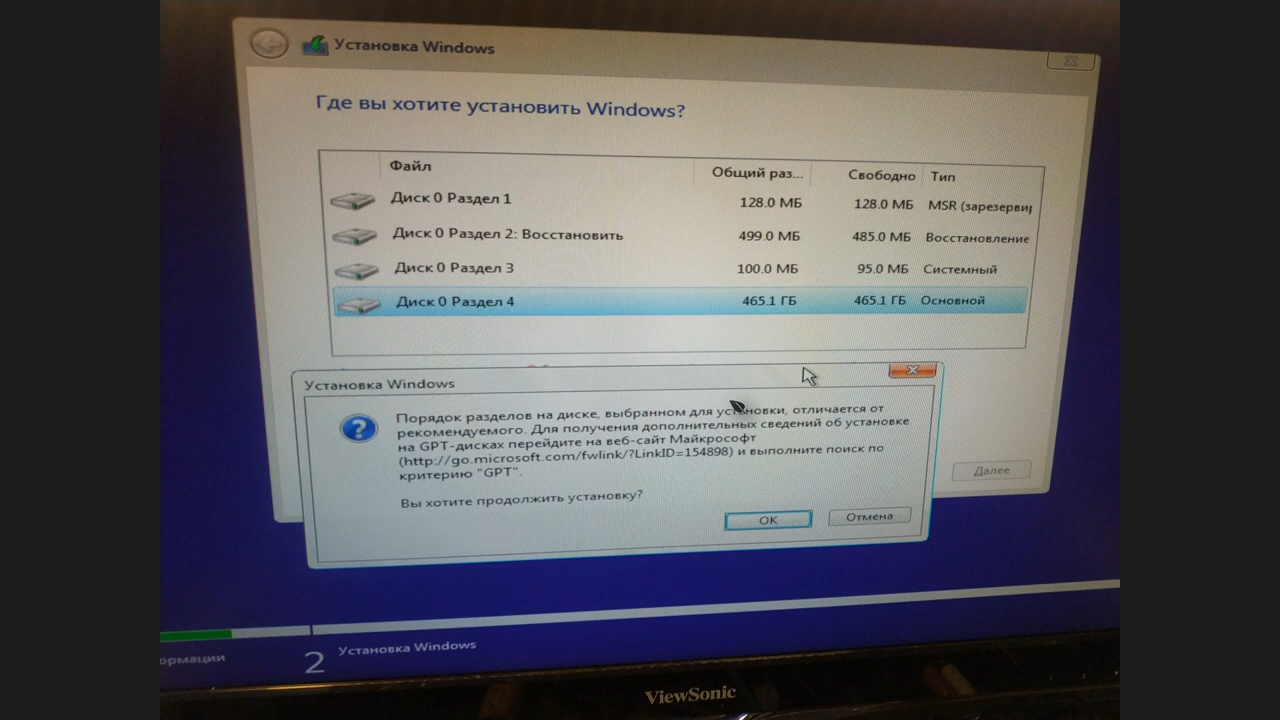 Установка Windows
Где вы хотите установить Windows?
Файл Общий раз... Свободно Тип
Диск 0 Раздел 1 128.0 МБ 128.0 МБ MSR (зарезерви
Диск 0 Раздел 2: Восстановить 499.0 МБ 485.0 МБ Восстановление
Диск 0 Раздел 3 100.0 МБ 95.0 МБ Системный
Диск 0 Раздел 4 465.1 ГБ 465.1 ГБ Основной
Установка Windows
Порядок разделов на диске, выбранном для установки, отличается от
рекомендуемого. Для получения дополнительных сведений об установке
на GPT-дисках перейдите на веб-сайт Майкрософт
(http://go.microsoft.com/fwlink/?LinkID=154898) и выполните поиск по
критерию "GPT".
Вы хотите продолжить установку?
OK Отмена
Далее
ормации
2 Установка Windows
ViewSonic